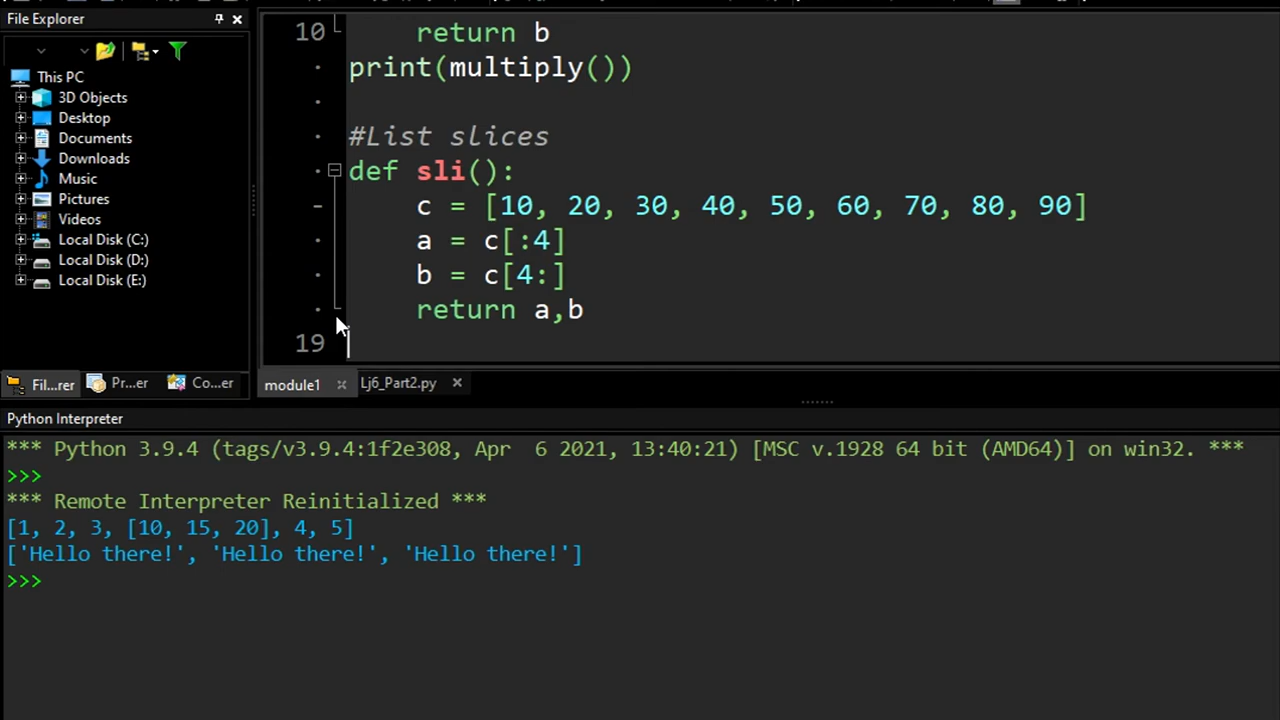 File Explorer
This PC
3D Objects
Desktop
Documents
Downloads
Music
Pictures
Videos
Local Disk (C:)
Local Disk (D:)
Local Disk (E:)
Fil...rer
Pr...er
Co...er
10 return b
print(multiply())
#List slices
def sli():
c = [10, 20, 30, 40, 50, 60, 70, 80, 90]
a = c[:4]
b = c[4:]
return a,b
19
module1
Lj6_Part2.py
Python Interpreter
*** Python 3.9.4 (tags/v3.9.4:1f2e308, Apr  6 2021, 13:40:21) [MSC v.1928 64 bit (AMD64)] on win32. ***
>>>
*** Remote Interpreter Reinitialized ***
[1, 2, 3, [10, 15, 20], 4, 5]
['Hello there!', 'Hello there!', 'Hello there!']
>>>